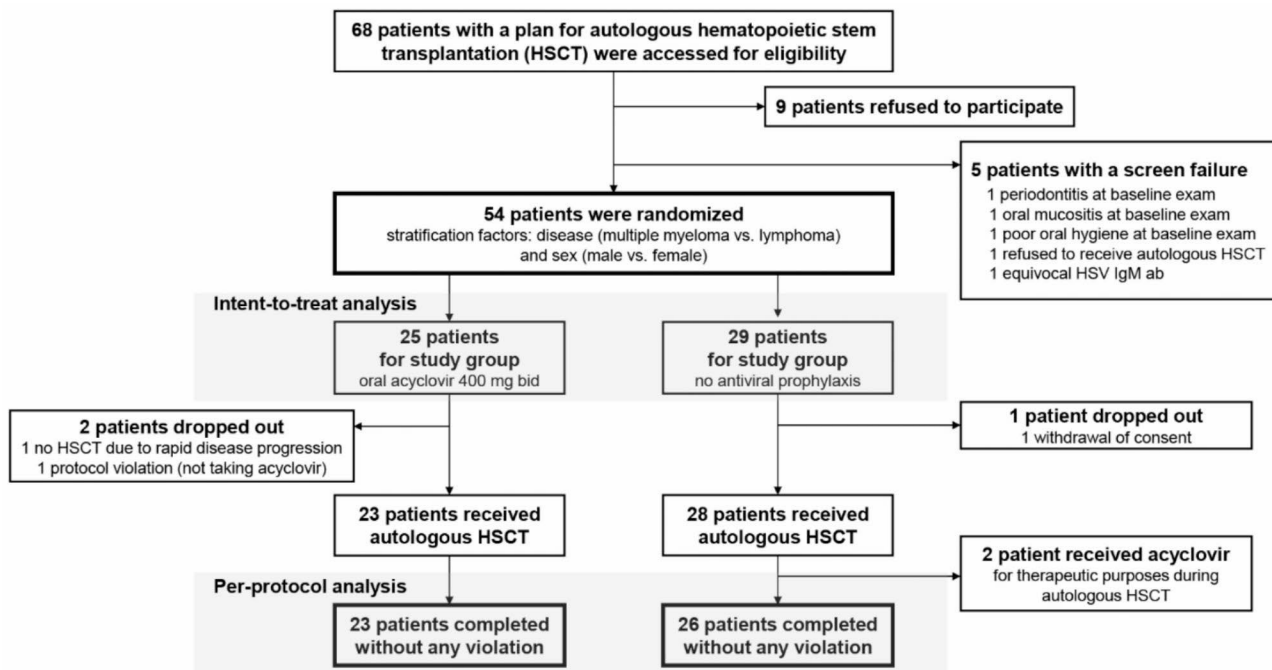 68 patients with a plan for autologous hematopoietic stem
transplantation (HSCT) were accessed for eligibility
9 patients refused to participate
5 patients with a screen failure
1 periodontitis at baseline exam
1 oral mucositis at baseline exam
1 poor oral hygiene at baseline exam
1 refused to receive autologous HSCT
1 equivocal HSV IgM ab
54 patients were randomized
stratification factors: disease (multiple myeloma vs. lymphoma)
and sex (male vs. female)
Intent-to-treat analysis
25 patients
for study group
oral acyclovir 400 mg bid
29 patients
for study group
no antiviral prophylaxis
2 patients dropped out
1 no HSCT due to rapid disease progression
1 protocol violation (not taking acyclovir)
1 patient dropped out
1 withdrawal of consent
23 patients received
autologous HSCT
28 patients received
autologous HSCT
2 patient received acyclovir
for therapeutic purposes during
autologous HSCT
Per-protocol analysis
23 patients completed
without any violation
26 patients completed
without any violation